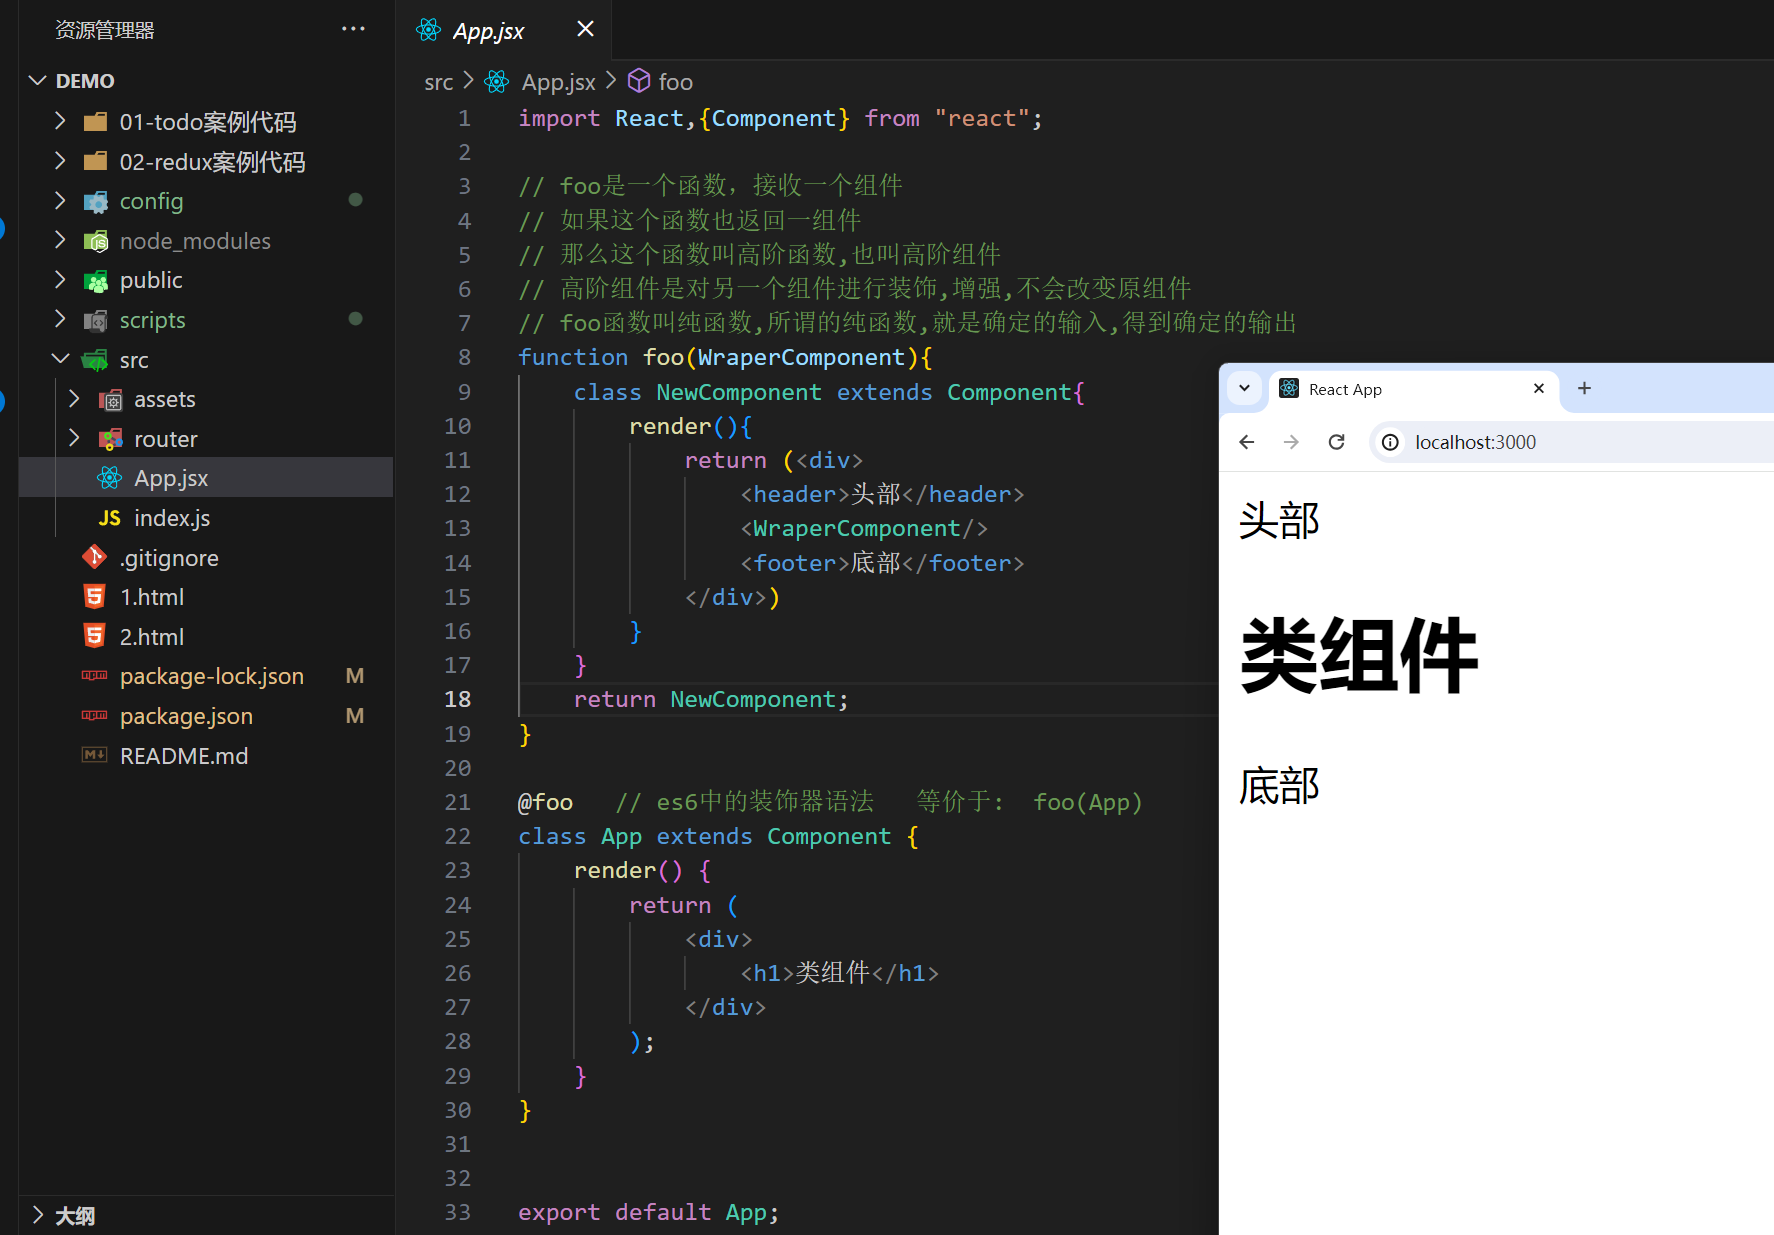 资源管理器
···
DEMO
01-todo案例代码
02-redux案例代码
config
node_modules
public
scripts
src
assets
router
App.jsx
JS index.js
.gitignore
1.html
2.html
package-lock.json M
package.json M
README.md
大纲
App.jsx
src > App.jsx > foo
1 import React,{Component} from "react";
2
3 // foo是一个函数，接收一个组件
4 // 如果这个函数也返回一组件
5 // 那么这个函数叫高阶函数,也叫高阶组件
6 // 高阶组件是对另一个组件进行装饰,增强,不会改变原组件
7 // foo函数叫纯函数,所谓的纯函数,就是确定的输入,得到确定的输出
8 function foo(WraperComponent){
9     class NewComponent extends Component{
10         render(){
11             return (<div>
12                 <header>头部</header>
13                 <WraperComponent/>
14                 <footer>底部</footer>
15             </div>)
16         }
17     }
18     return NewComponent;
19 }
20
21 @foo   // es6中的装饰器语法   等价于： foo(App)
22 class App extends Component {
23     render() {
24         return (
25             <div>
26                 <h1>类组件</h1>
27             </div>
28         );
29     }
30 }
31
32
33 export default App;
React App
localhost:3000
头部
类组件
底部